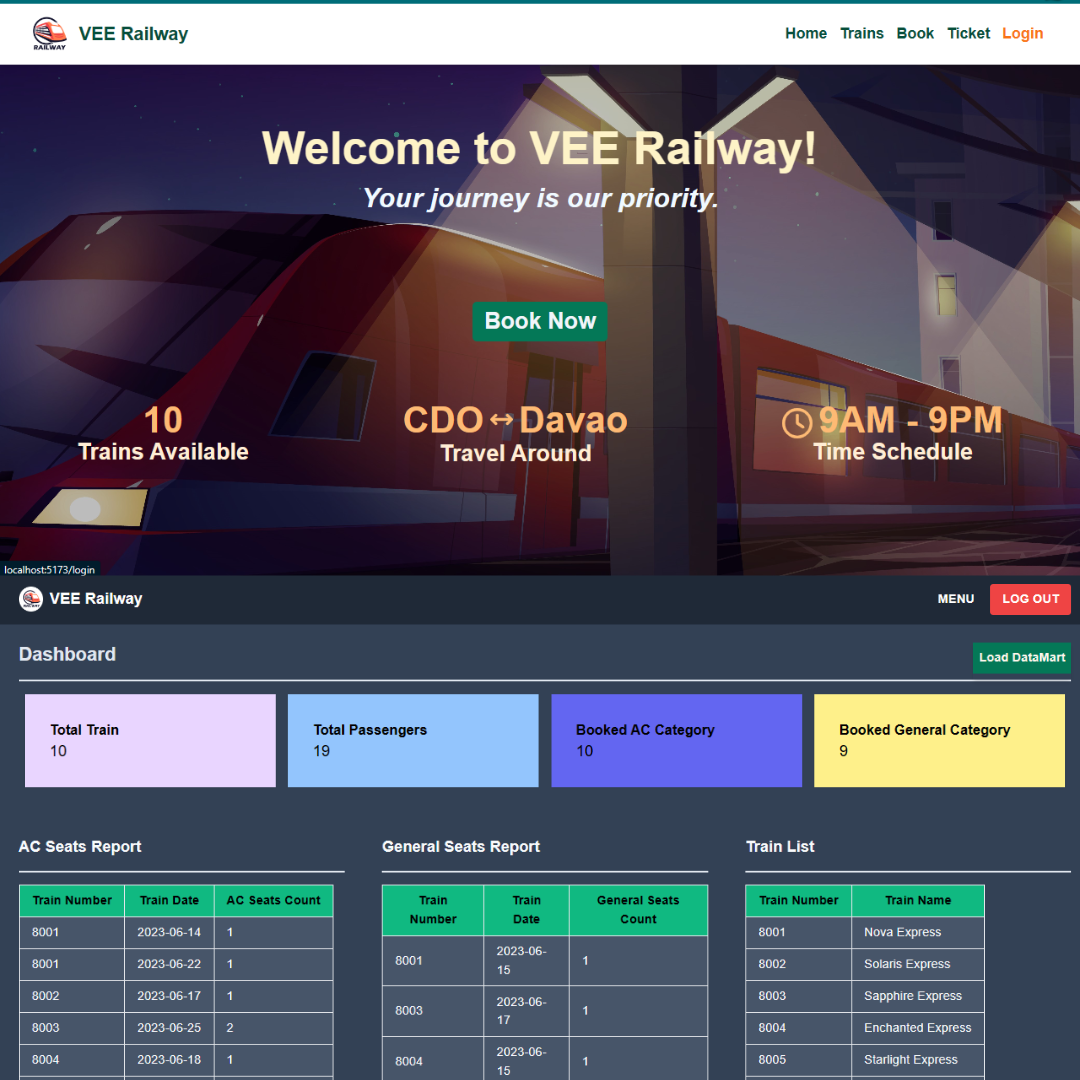 RAILWAY
VEE Railway
Home Trains Book Ticket Login
Welcome to VEE Railway!
Your journey is our priority.
Book Now
10
Trains Available
CDO↔Davao
Travel Around
9AM - 9PM
Time Schedule
localhost:5173/login
VEE Railway
MENU LOG OUT
Dashboard
Load DataMart
Total Train
10
Total Passengers
19
Booked AC Category
10
Booked General Category
9
AC Seats Report
Train Number Train Date AC Seats Count
8001 2023-06-14 1
8001 2023-06-22 1
8002 2023-06-17 1
8003 2023-06-25 2
8004 2023-06-18 1
General Seats Report
Train Number Train Date General Seats Count
8001 2023-06-15 1
8003 2023-06-17 1
8004 2023-06-15 1
Train List
Train Number Train Name
8001 Nova Express
8002 Solaris Express
8003 Sapphire Express
8004 Enchanted Express
8005 Starlight Express